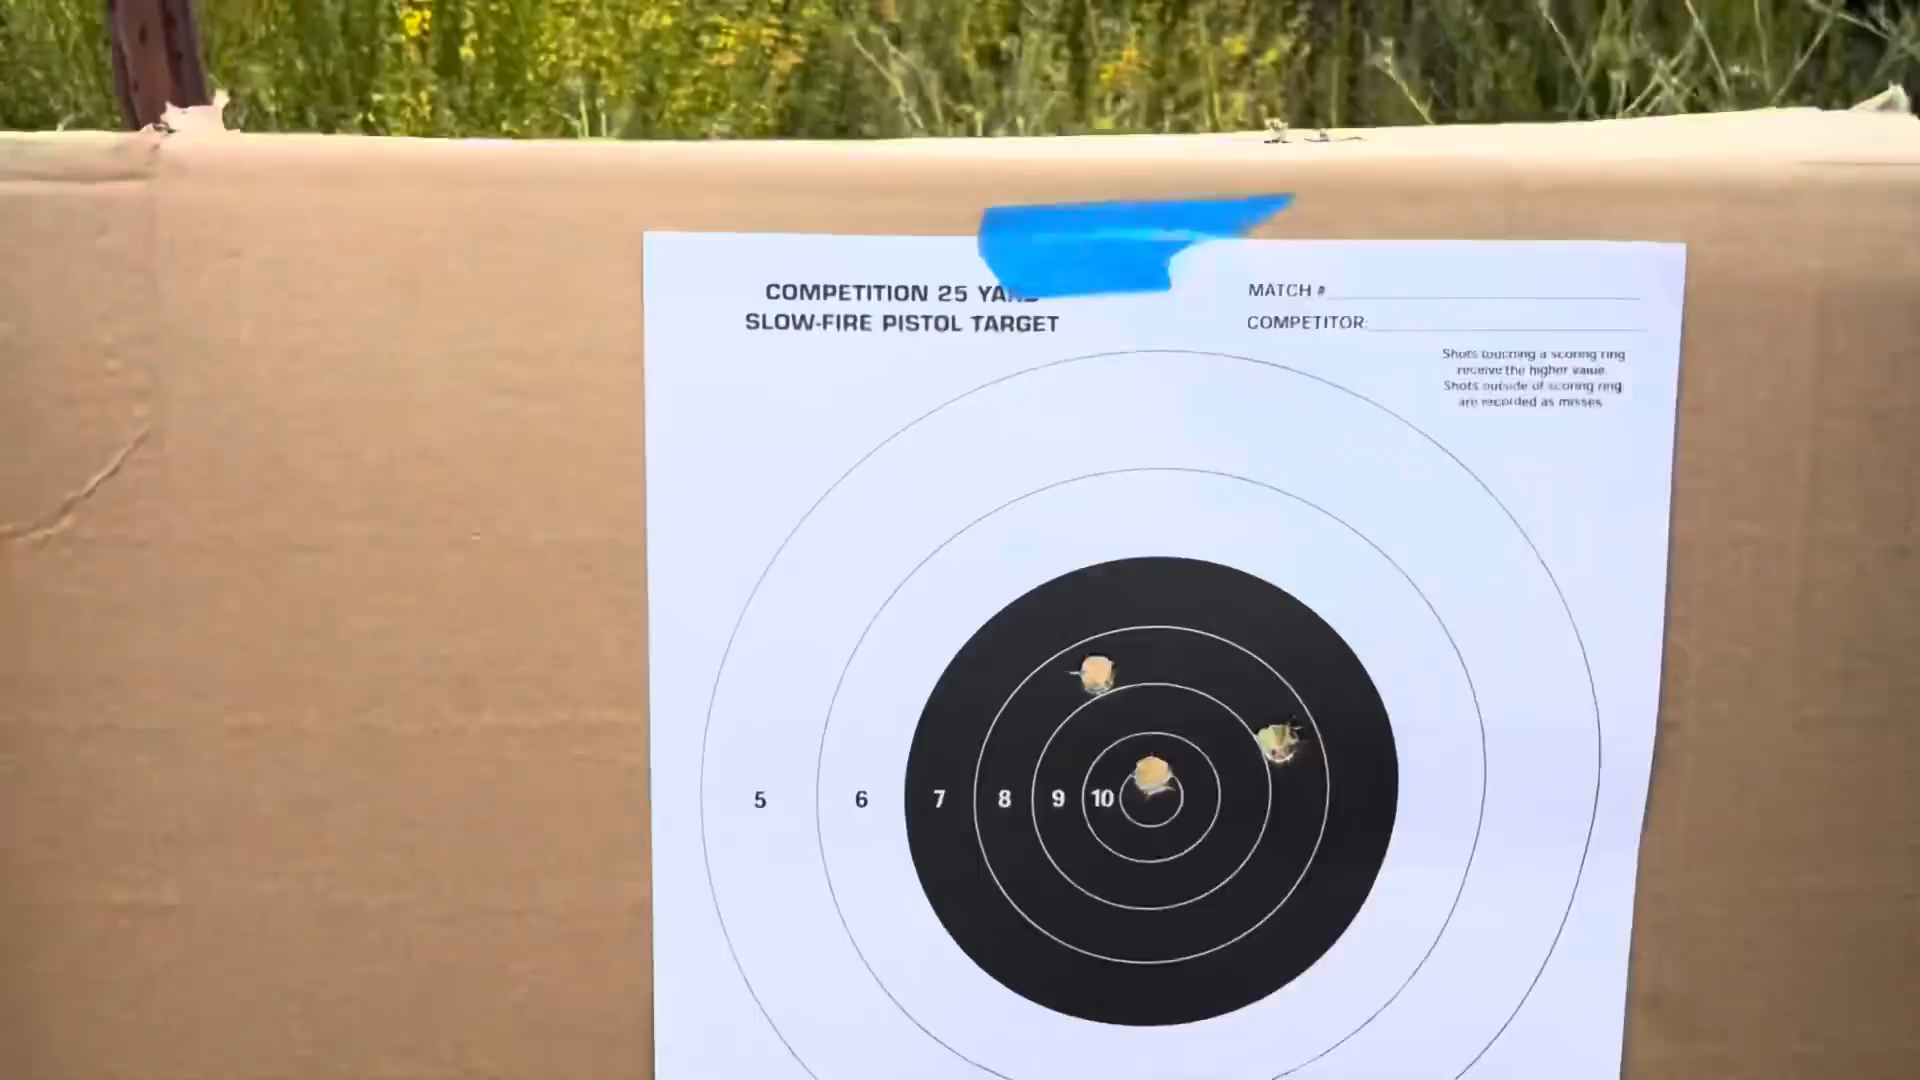 COMPETITION 25 YARD
SLOW-FIRE PISTOL TARGET
MATCH #
COMPETITOR:
Shots touching a scoring ring
receive the higher value.
Shots outside of scoring ring
are recorded as misses
5 6 7 8 9 10